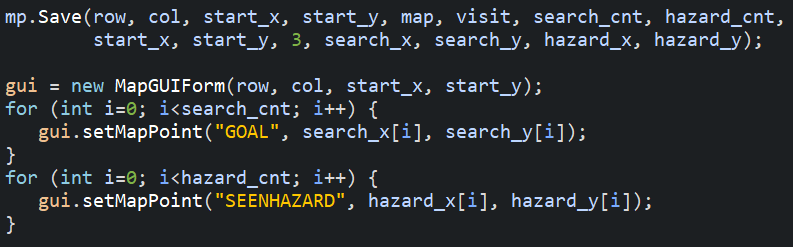 mp.Save(row, col, start_x, start_y, map, visit, search_cnt, hazard_cnt,
start_x, start_y, 3, search_x, search_y, hazard_x, hazard_y);
gui = new MapGUIForm(row, col, start_x, start_y);
for (int i=0; i<search_cnt; i++) {
gui.setMapPoint("GOAL", search_x[i], search_y[i]);
}
for (int i=0; i<hazard_cnt; i++) {
gui.setMapPoint("SEENHAZARD", hazard_x[i], hazard_y[i]);
}